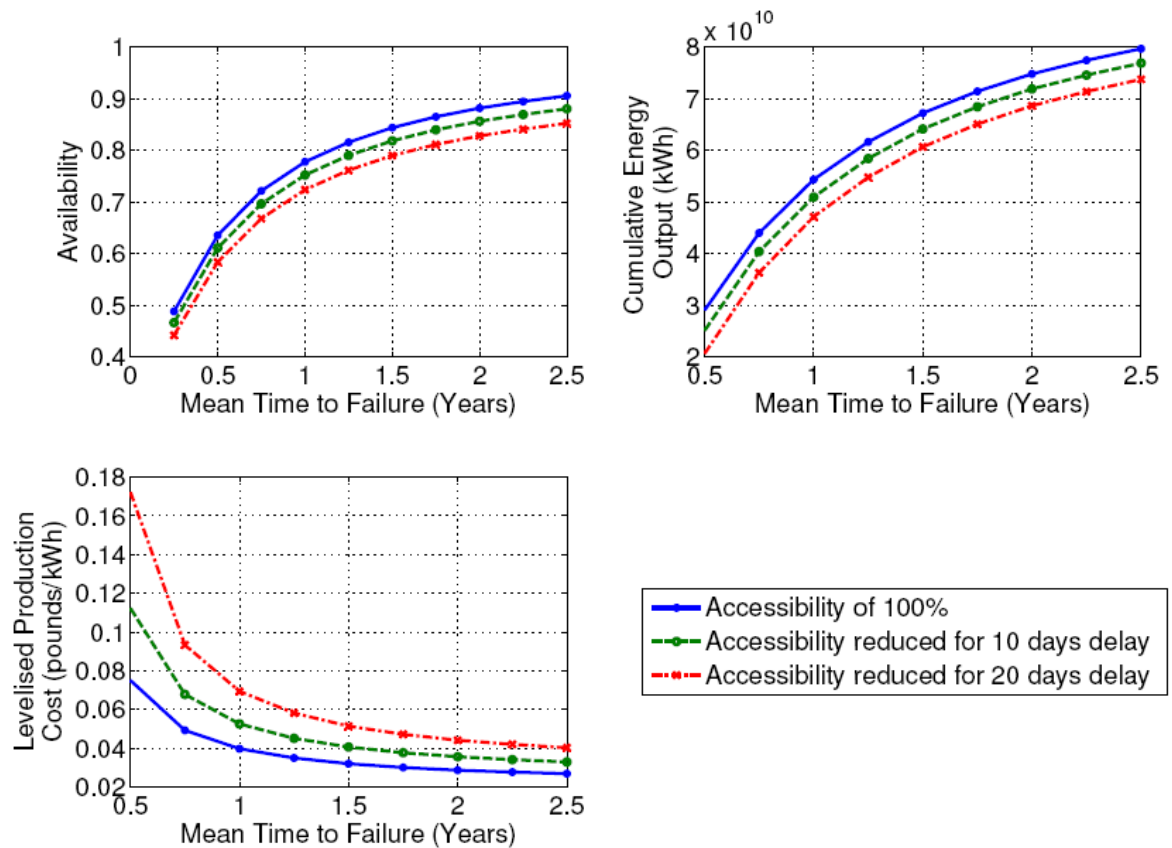 1
0.9
0.8
0.7
0.6
0.5
0.4
0 0.5 1 1.5 2 2.5
Availability
Mean Time to Failure (Years)
x 10^10
8
7
6
5
4
3
2
0.5 1 1.5 2 2.5
Cumulative Energy
Output (kWh)
Mean Time to Failure (Years)
0.18
0.16
0.14
0.12
0.1
0.08
0.06
0.04
0.02
0.5 1 1.5 2 2.5
Levelised Production
Cost (pounds/kWh)
Mean Time to Failure (Years)
Accessibility of 100%
Accessibility reduced for 10 days delay
Accessibility reduced for 20 days delay